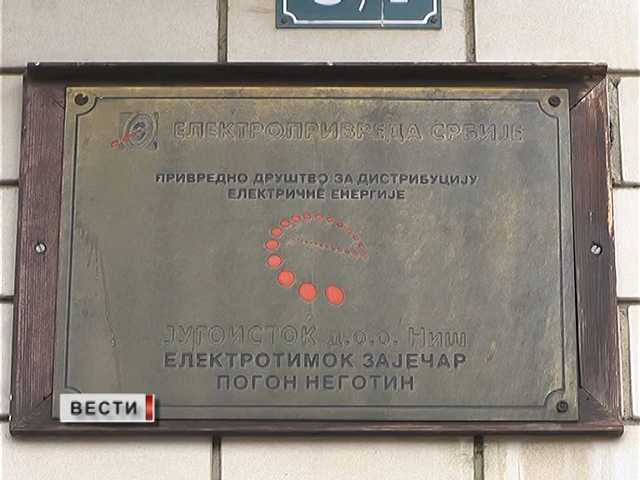 ЕЛЕКТРОПРИВРЕДА СРБИЈЕ
ПРИВРЕДНО ДРУШТВО ЗА ДИСТРИБУЦИЈУ
ЕЛЕКТРИЧНЕ ЕНЕРГИЈЕ
ЈУГОИСТОК д.о.о. Ниш
ЕЛЕКТРОТИМОК ЗАЈЕЧАР
ПОГОН НЕГОТИН
ВЕСТИ